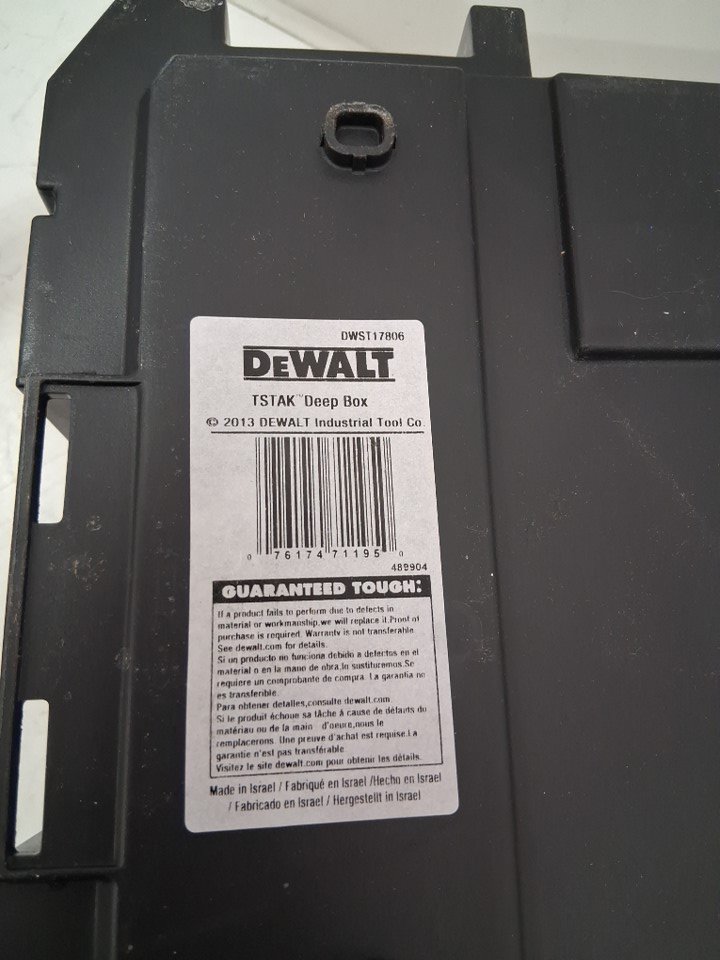 DWST17806
DEWALT
TSTAK™ Deep Box
© 2013 DEWALT Industrial Tool Co.
0 76174 71195 0
489904
GUARANTEED TOUGH:
If a product fails to perform due to defects in
material or workmanship,we will replace it.Proof of
purchase is required. Warranty is not transferable.
See dewalt.com for details.
Si un producto no funciona debido a defectos en el
material o en la mano de obra,lo sustituiremos.Se
requiere un comprobante de compra. La garantia no
es transferible.
Para obtener detalles,consulte dewalt.com
Si le produit échoue sa tâche á cause de défauts du
matériau ou de la main d'oeure,nous le
remplacerons. Une preuve d'achat est requise.La
garantie n'est pas transférable.
Visitez le site dewalt.com pour obtenir les détails.
Made in Israel / Fabriqué en Israel /Hecho en Israel
/ Fabricado en Israel / Hergestellt in Israel